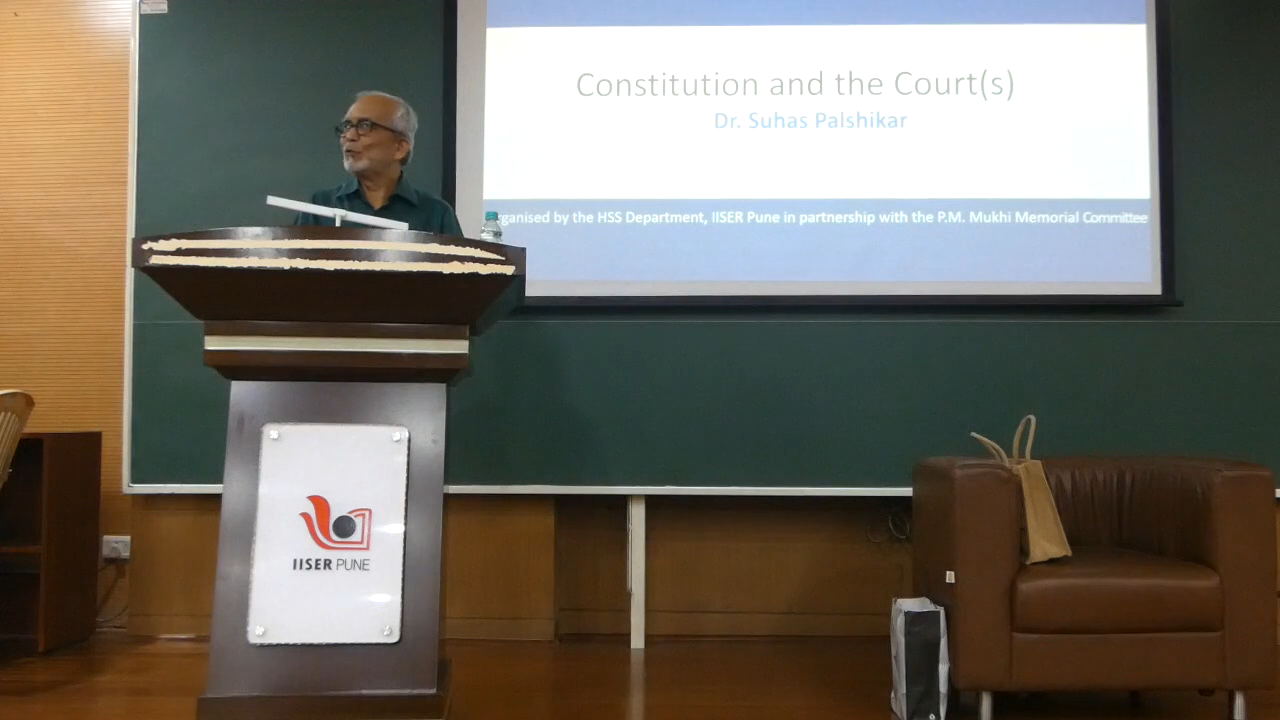 Constitution and the Court(s)
Dr. Suhas Palshikar
ganised by the HSS Department, IISER Pune in partnership with the P.M. Mukhi Memorial Committee
IISER PUNE